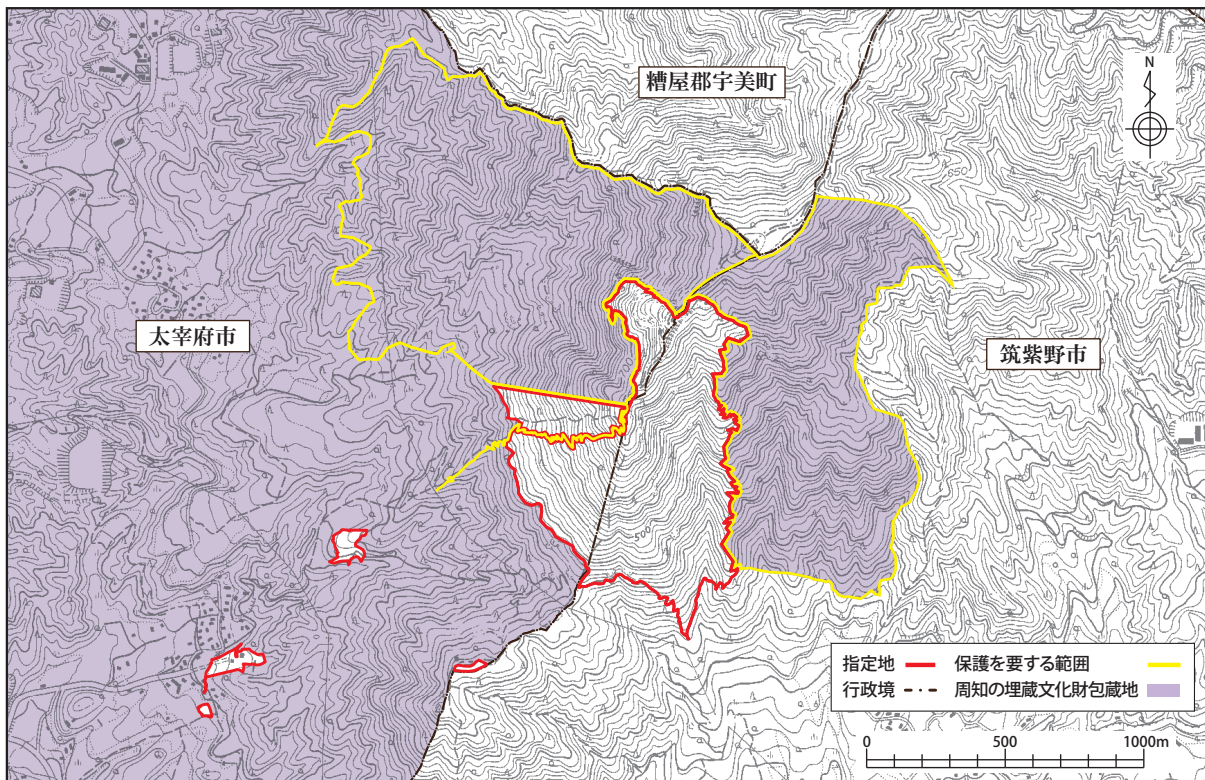 糟屋郡宇美町
N
650
太宰府市
筑紫野市
500
指定地 保護を要する範囲
行政境 周知の埋蔵文化財包蔵地
0 500 1000m